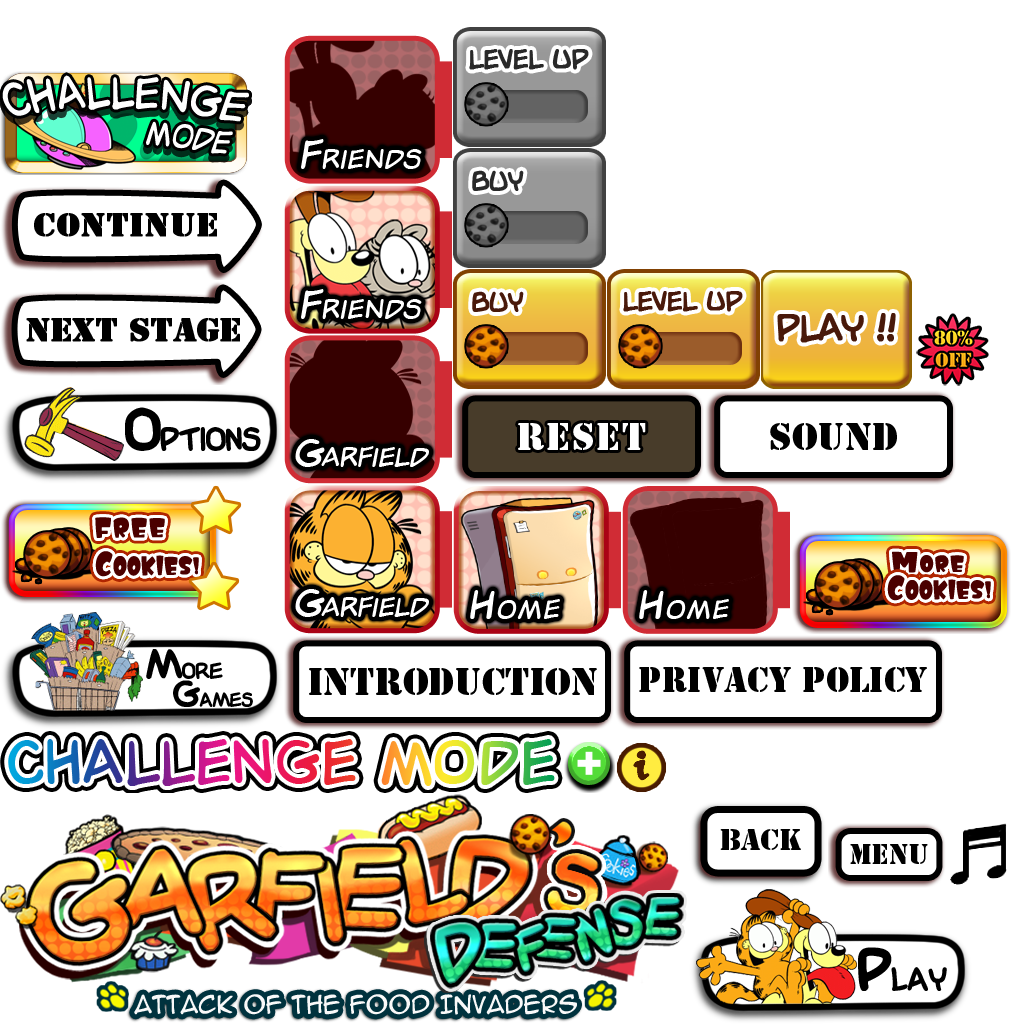 CHALLENGE
MODE
CONTINUE
NEXT STAGE
OPTIONS
FREE
COOKIES!
MORE
GAMES
FRIENDS
FRIENDS
GARFIELD
GARFIELD
HOME
HOME
LEVEL UP
BUY
BUY
LEVEL UP
PLAY !!
80%
OFF
RESET
SOUND
MORE
COOKIES!
INTRODUCTION
PRIVACY POLICY
CHALLENGE MODE
i
GARFIELD'S
COOKIES
DEFENSE
ATTACK OF THE FOOD INVADERS
BACK
MENU
PLAY